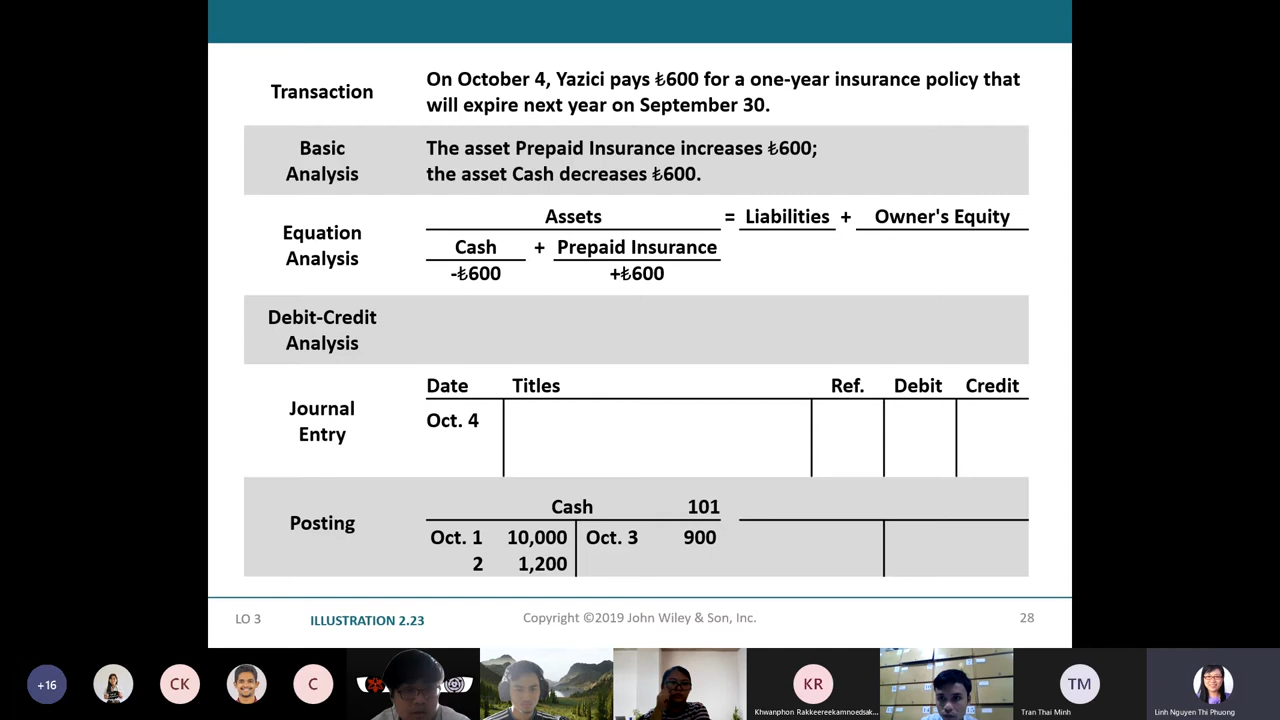 Transaction
On October 4, Yazici pays ₺600 for a one-year insurance policy that
will expire next year on September 30.
Basic
Analysis
The asset Prepaid Insurance increases ₺600;
the asset Cash decreases ₺600.
Equation
Analysis
Assets = Liabilities + Owner's Equity
Cash + Prepaid Insurance
-₺600 +₺600
Debit-Credit
Analysis
Journal
Entry
Date Titles Ref. Debit Credit
Oct. 4
Posting
Cash 101
Oct. 1 10,000 Oct. 3 900
2 1,200
LO 3 ILLUSTRATION 2.23 Copyright ©2019 John Wiley & Son, Inc. 28
+16
CK
C
KR
Khwanphon Rakkeereekamnoedsak...
TM
Tran Thai Minh
Linh Nguyen Thi Phuong